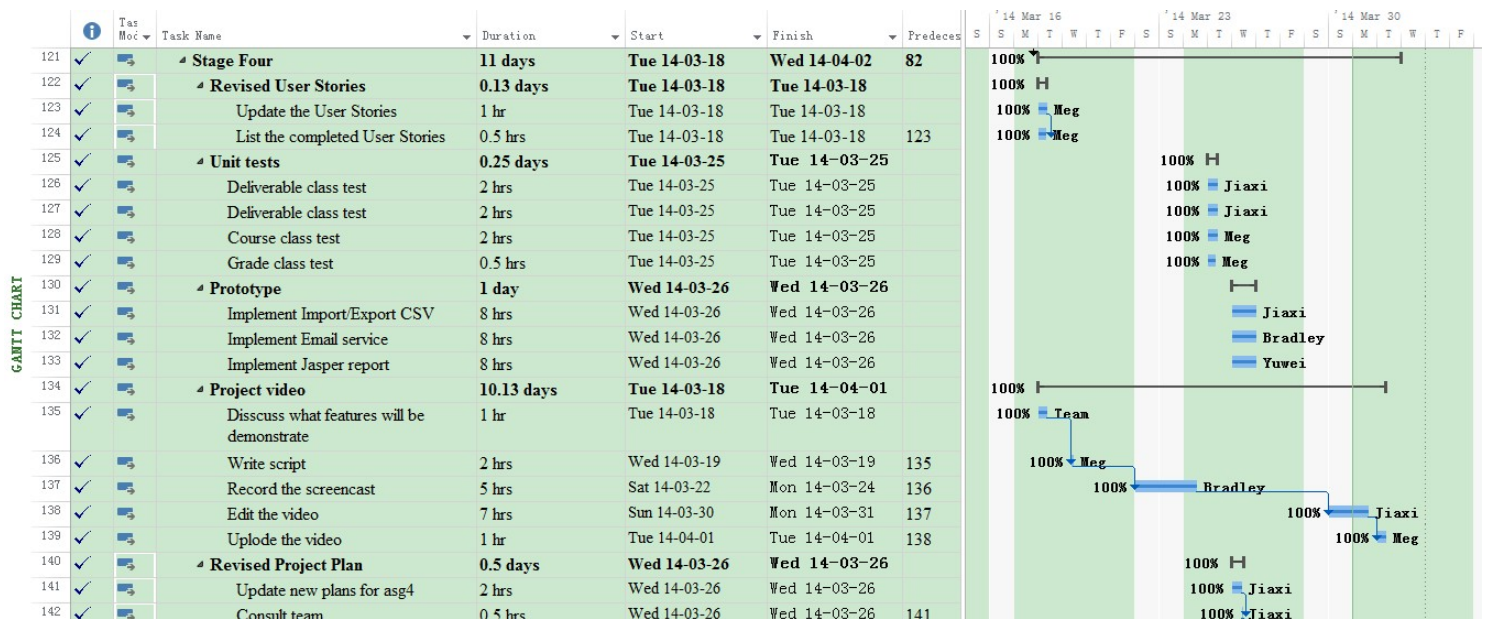 Tas
Moc Task Name Duration Start Finish Predeces
'14 Mar 16 '14 Mar 23 '14 Mar 30
S S M T W T F S S M T W T F S S M T W T F
121 Stage Four 11 days Tue 14-03-18 Wed 14-04-02 82 100%
122 Revised User Stories 0.13 days Tue 14-03-18 Tue 14-03-18 100%
123 Update the User Stories 1 hr Tue 14-03-18 Tue 14-03-18 100% Meg
124 List the completed User Stories 0.5 hrs Tue 14-03-18 Tue 14-03-18 123 100% Meg
125 Unit tests 0.25 days Tue 14-03-25 Tue 14-03-25 100%
126 Deliverable class test 2 hrs Tue 14-03-25 Tue 14-03-25 100% Jiaxi
127 Deliverable class test 2 hrs Tue 14-03-25 Tue 14-03-25 100% Jiaxi
128 Course class test 2 hrs Tue 14-03-25 Tue 14-03-25 100% Meg
129 Grade class test 0.5 hrs Tue 14-03-25 Tue 14-03-25 100% Meg
130 Prototype 1 day Wed 14-03-26 Wed 14-03-26
131 Implement Import/Export CSV 8 hrs Wed 14-03-26 Wed 14-03-26 Jiaxi
132 Implement Email service 8 hrs Wed 14-03-26 Wed 14-03-26 Bradley
133 Implement Jasper report 8 hrs Wed 14-03-26 Wed 14-03-26 Yuwei
134 Project video 10.13 days Tue 14-03-18 Tue 14-04-01 100%
135 Disscuss what features will be 1 hr Tue 14-03-18 Tue 14-03-18 100% Team
demonstrate
136 Write script 2 hrs Wed 14-03-19 Wed 14-03-19 135 100% Meg
137 Record the screencast 5 hrs Sat 14-03-22 Mon 14-03-24 136 100% Bradley
138 Edit the video 7 hrs Sun 14-03-30 Mon 14-03-31 137 100% Jiaxi
139 Uplode the video 1 hr Tue 14-04-01 Tue 14-04-01 138 100% Meg
140 Revised Project Plan 0.5 days Wed 14-03-26 Wed 14-03-26 100%
141 Update new plans for asg4 2 hrs Wed 14-03-26 Wed 14-03-26 100% Jiaxi
142 Consult team 0.5 hrs Wed 14-03-26 Wed 14-03-26 141 100% Jiaxi
GANTT CHART